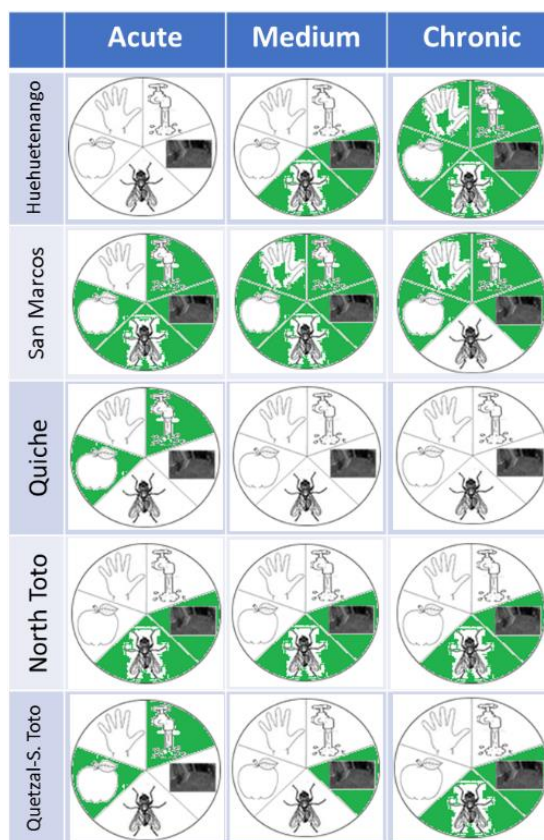 Acute Medium Chronic
Huehuetenango
San Marcos
Quiche
North Toto
Quetzal-S. Toto